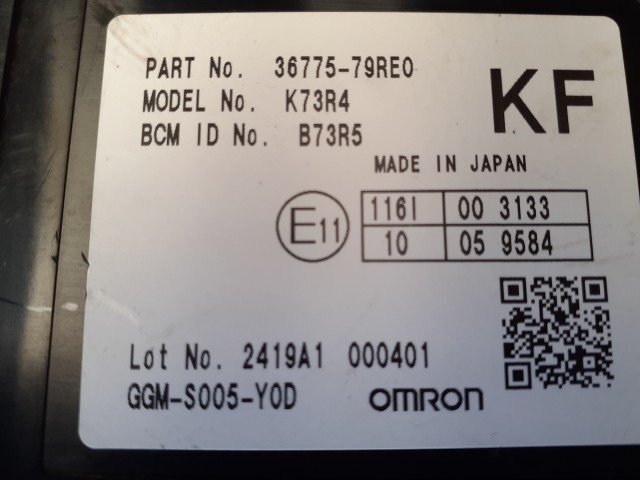 PART No. 36775-79RE0
MODEL No. K73R4
BCM ID No. B73R5
KF
MADE IN JAPAN
E11
116I 00 3133
10 05 9584
Lot No. 2419A1 000401
GGM-S005-Y0D
OMRON